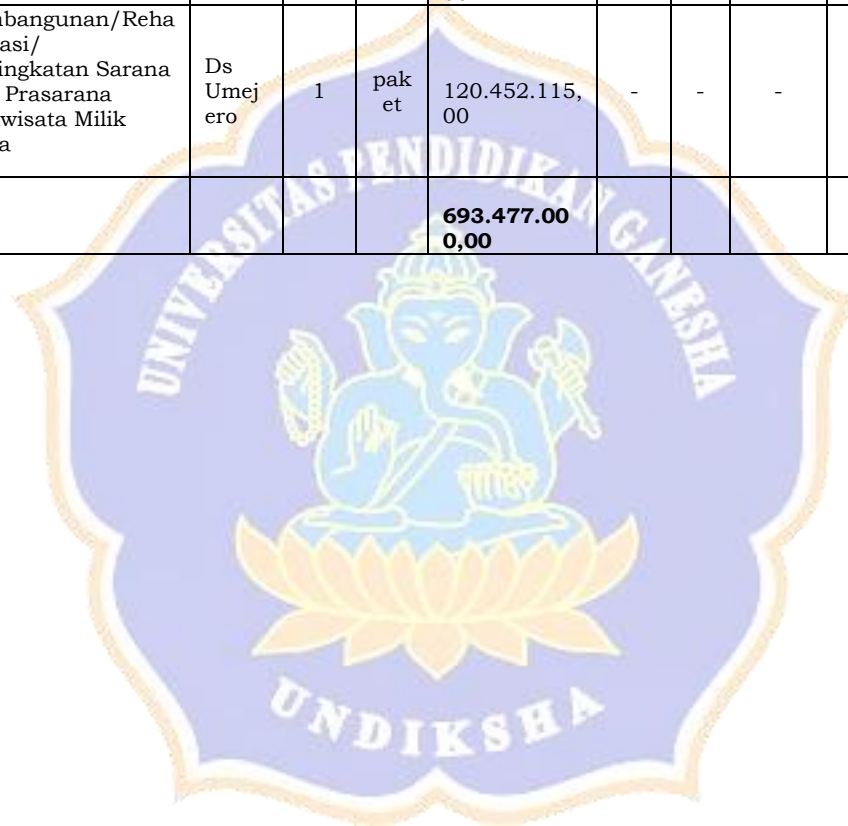 mbangunan/Reha
asi/
ingkatan Sarana
Prasarana
wisata Milik
a
Ds
Umej
ero
1
pak
et
120.452.115,
00
-
-
-
693.477.00
0,00
UNIVERSITAS PENDIDIKAN GANESHA
UNDIKSHA